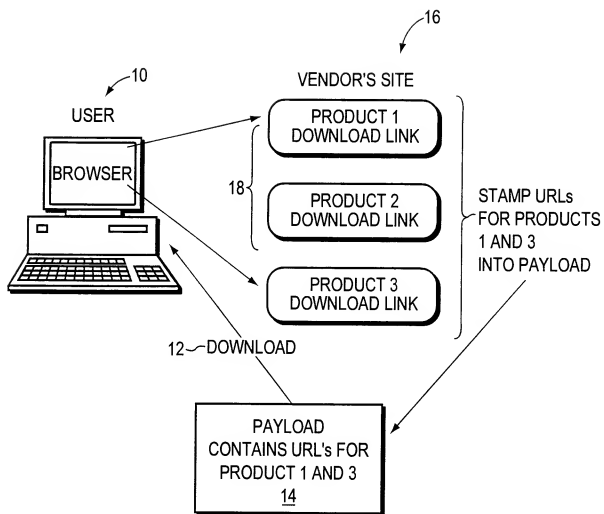 16
10
VENDOR'S SITE
USER
PRODUCT 1
DOWNLOAD LINK
BROWSER
18
PRODUCT 2
DOWNLOAD LINK
STAMP URLs
FOR PRODUCTS
1 AND 3
INTO PAYLOAD
PRODUCT 3
DOWNLOAD LINK
12 DOWNLOAD
PAYLOAD
CONTAINS URL's FOR
PRODUCT 1 AND 3
14